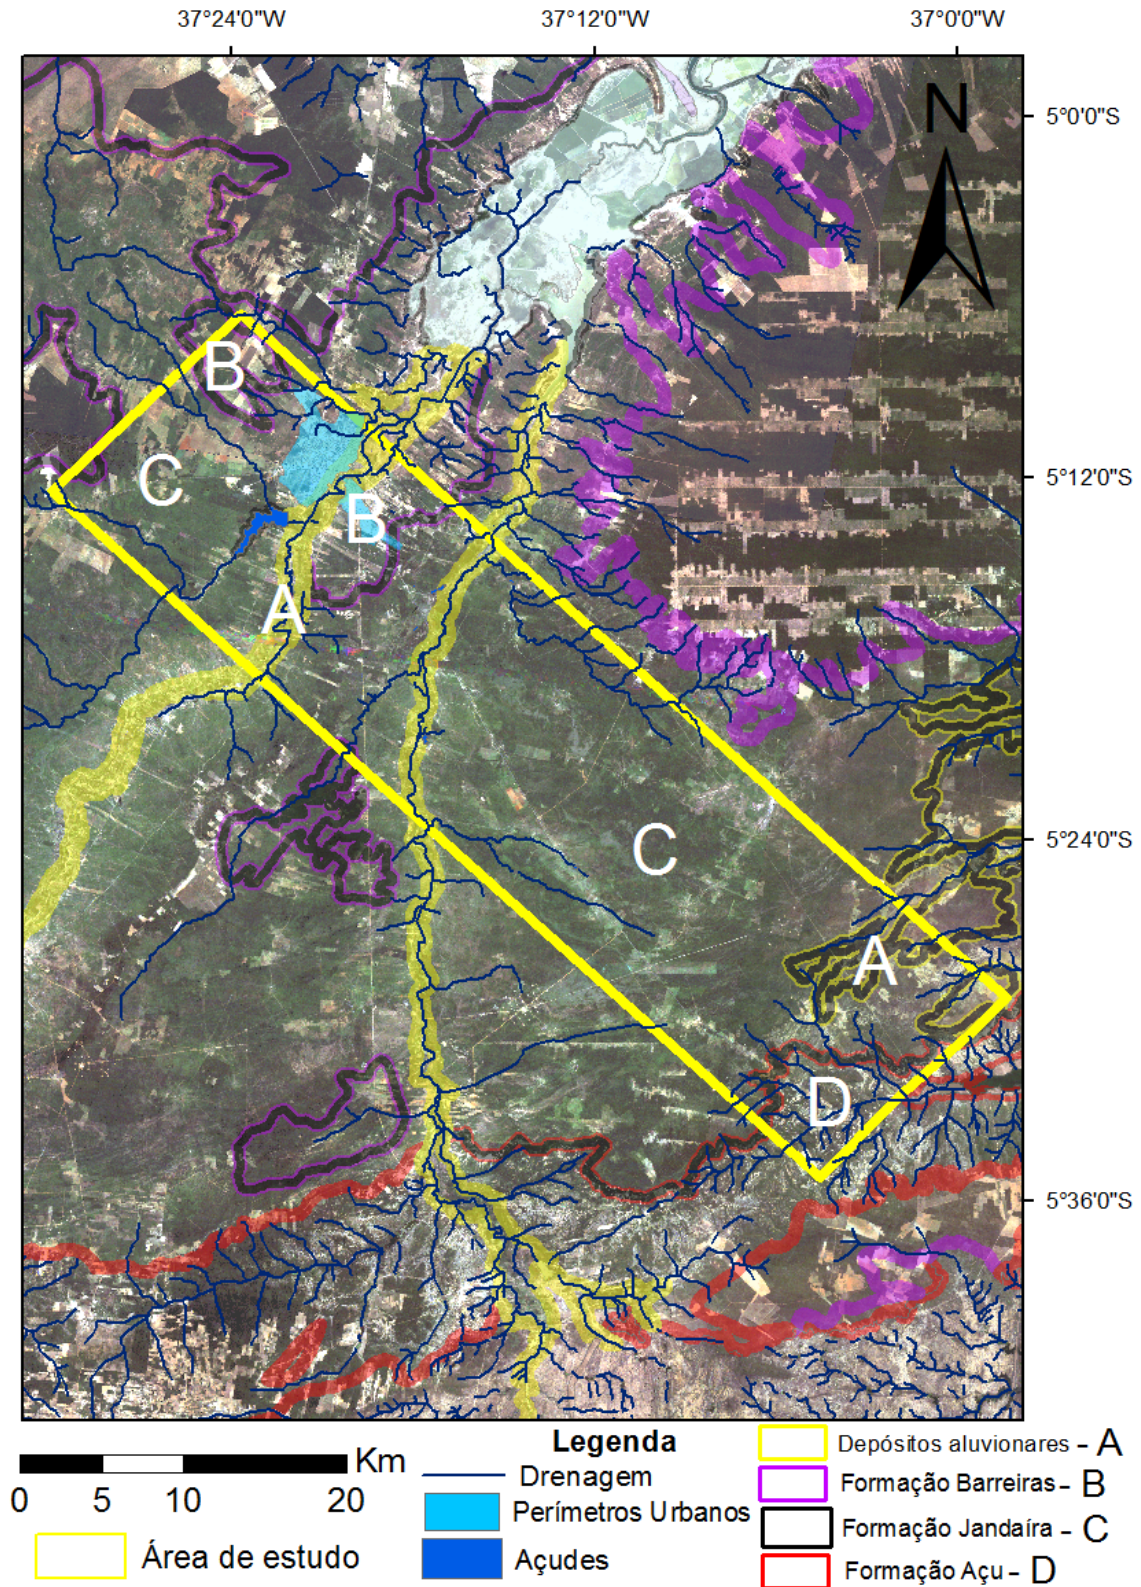 37°24'0"W
37°12'0"W
37°0'0"W
N
5°0'0"S
B
5°12'0"S
C
B
A
C
5°24'0"S
A
D
5°36'0"S
Km
0 5 10 20
Área de estudo
Legenda
Drenagem
Perímetros Urbanos
Açudes
Depósitos aluvionares - A
Formação Barreiras - B
Formação Jandaíra - C
Formação Açu - D